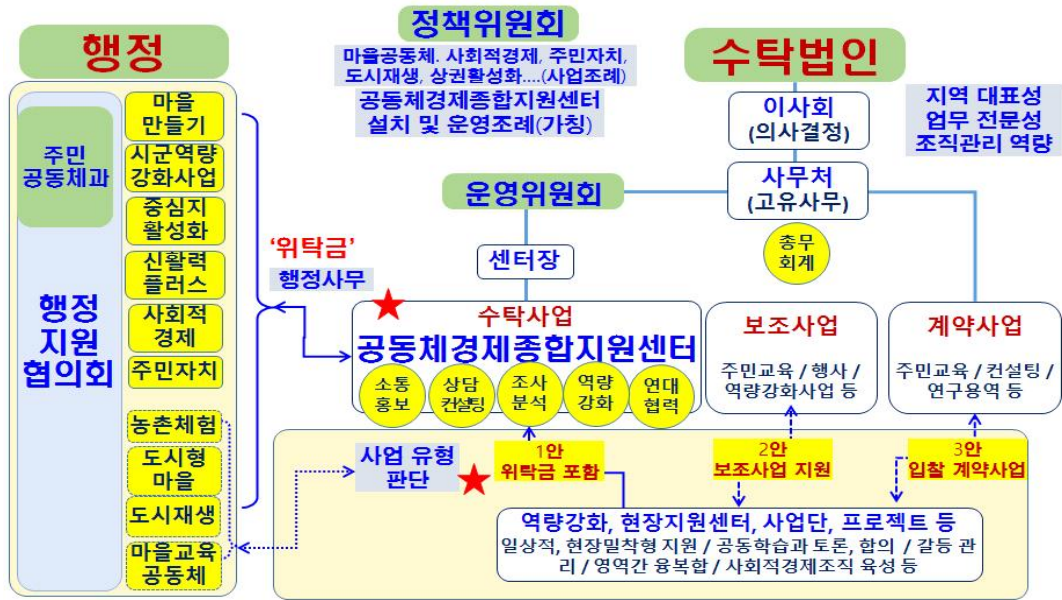 행정
주민
공동체과
행정
지원
협의회
마을
만들기
시군역량
강화사업
중심지
활성화
신활력
플러스
사회적
경제
주민자치
농촌체험
도시형
마을
도시재생
마을교육
공동체
정책위원회
마을공동체. 사회적경제, 주민자치,
도시재생, 상권활성화....(사업조례)
공동체경제종합지원센터
설치 및 운영조례(가칭)
수탁법인
이사회
(의사결정)
사무처
(고유사무)
총무
회계
지역 대표성
업무 전문성
조직관리 역량
운영위원회
센터장
'위탁금'
행정사무
수탁사업
공동체경제종합지원센터
소통
홍보
상담
컨설팅
조사
분석
역량
강화
연대
협력
보조사업
주민교육 / 행사 /
역량강화사업 등
계약사업
주민교육 / 컨설팅 /
연구용역 등
사업 유형
판단
1안
위탁금 포함
2안
보조사업 지원
3안
입찰 계약사업
역량강화, 현장지원센터, 사업단, 프로젝트 등
일상적, 현장밀착형 지원 / 공동학습과 토론, 합의 / 갈등 관
리 / 영역간 융복합 / 사회적경제조직 육성 등